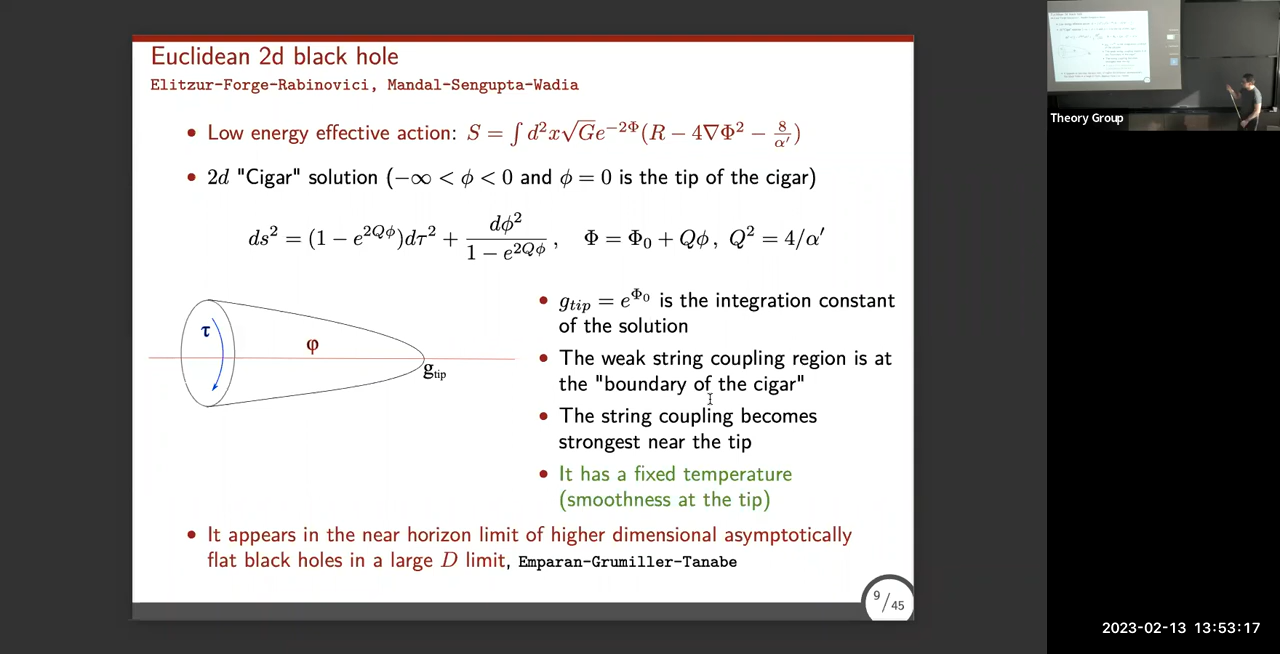 Euclidean 2d black hole
Elitzur-Forge-Rabinovici, Mandal-Sengupta-Wadia
• Low energy effective action: S = ∫ d²x√G e^{−2Φ}(R − 4∇Φ² − 8/α′)
• 2d "Cigar" solution (−∞ < ϕ < 0 and ϕ = 0 is the tip of the cigar)
ds² = (1 − e^{2Qϕ})dτ² + dϕ²/(1 − e^{2Qϕ}) , Φ = Φ₀ + Qϕ , Q² = 4/α′
τ
φ
g_tip
• g_tip = e^{Φ₀} is the integration constant
of the solution
• The weak string coupling region is at
the "boundary of the cigar"
• The string coupling becomes
strongest near the tip
• It has a fixed temperature
(smoothness at the tip)
• It appears in the near horizon limit of higher dimensional asymptotically
flat black holes in a large D limit, Emparan-Grumiller-Tanabe
9/45
Theory Group
2023-02-13 13:53:17